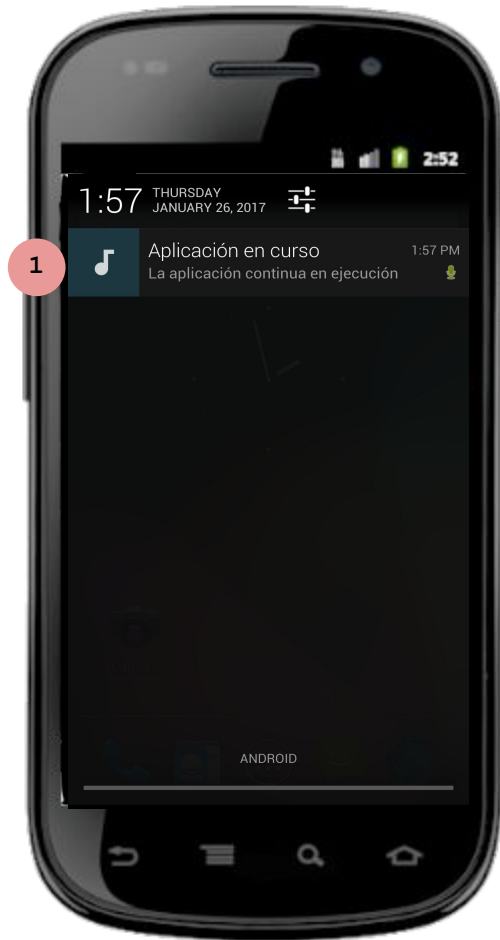 2:52
1:57
THURSDAY
JANUARY 26, 2017
1
Aplicación en curso
1:57 PM
La aplicación continua en ejecución
ANDROID